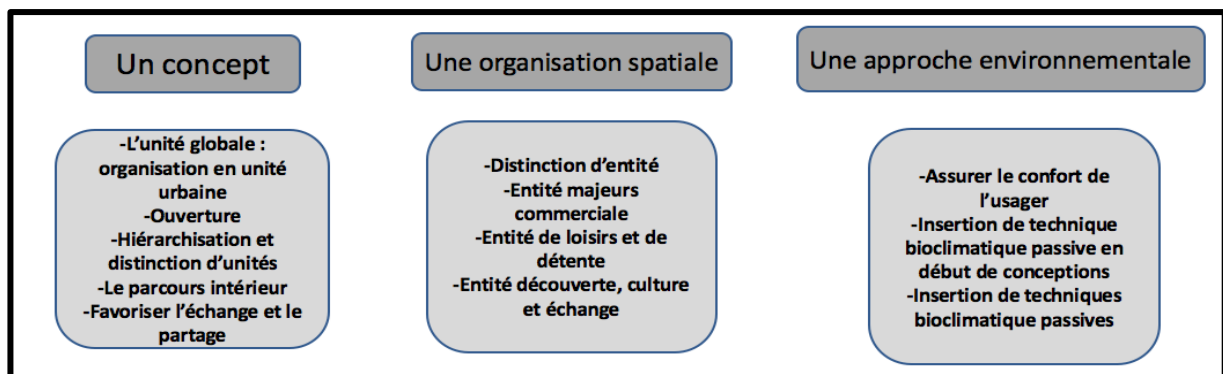 Un concept
-L’unité globale :
organisation en unité
urbaine
-Ouverture
-Hiérarchisation et
distinction d’unités
-Le parcours intérieur
-Favoriser l’échange et le
partage
Une organisation spatiale
-Distinction d’entité
-Entité majeurs
commerciale
-Entité de loisirs et de
détente
-Entité découverte, culture
et échange
Une approche environnementale
-Assurer le confort de
l’usager
-Insertion de technique
bioclimatique passive en
début de conceptions
-Insertion de techniques
bioclimatique passives